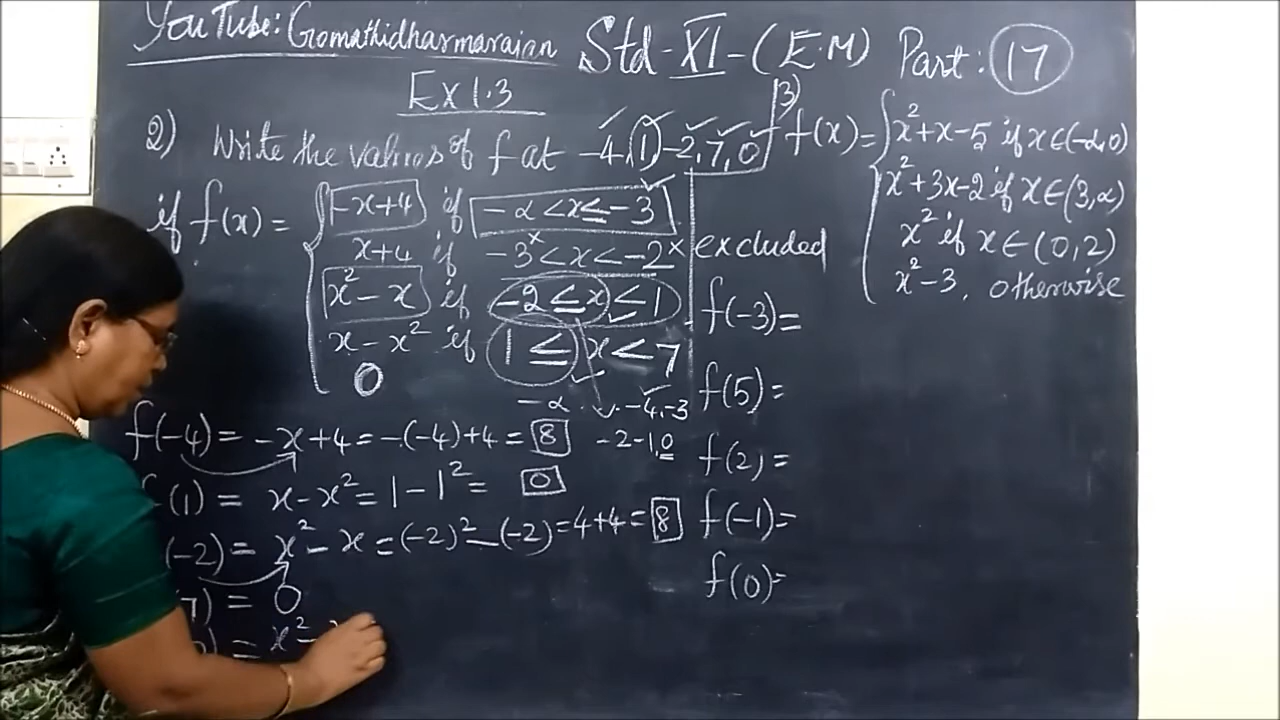 YouTube: Gomathidharmaraian Std-XI-(E.M) Part: 17
Ex 1.3
2) Write the values of f at -4, 1, -2, 7, 0
if f(x) = { -x+4 if -α<x≤-3
x+4 if -3<x<-2
x²-x if -2≤x≤1
x-x² if 1≤x<7
0
-α -4,-3
-2-1,0
f(-4) = -x+4 = -(-4)+4 = 8
f(1) = x-x² = 1-1² = 0
(-2) = x²-x = (-2)²-(-2) = 4+4 = 8
7) = 0
) = x²-
3) f(x) = { x²+x-5 if x∈(-α,0)
x²+3x-2 if x∈(3,α)
x² if x∈(0,2)
x²-3, otherwise
excluded
f(-3)=
f(5)=
f(2)=
f(-1)=
f(0)=